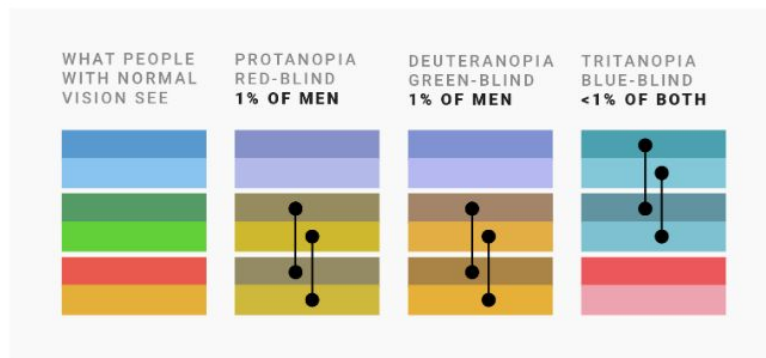 WHAT PEOPLE
WITH NORMAL
VISION SEE
PROTANOPIA
RED-BLIND
1% OF MEN
DEUTERANOPIA
GREEN-BLIND
1% OF MEN
TRITANOPIA
BLUE-BLIND
<1% OF BOTH